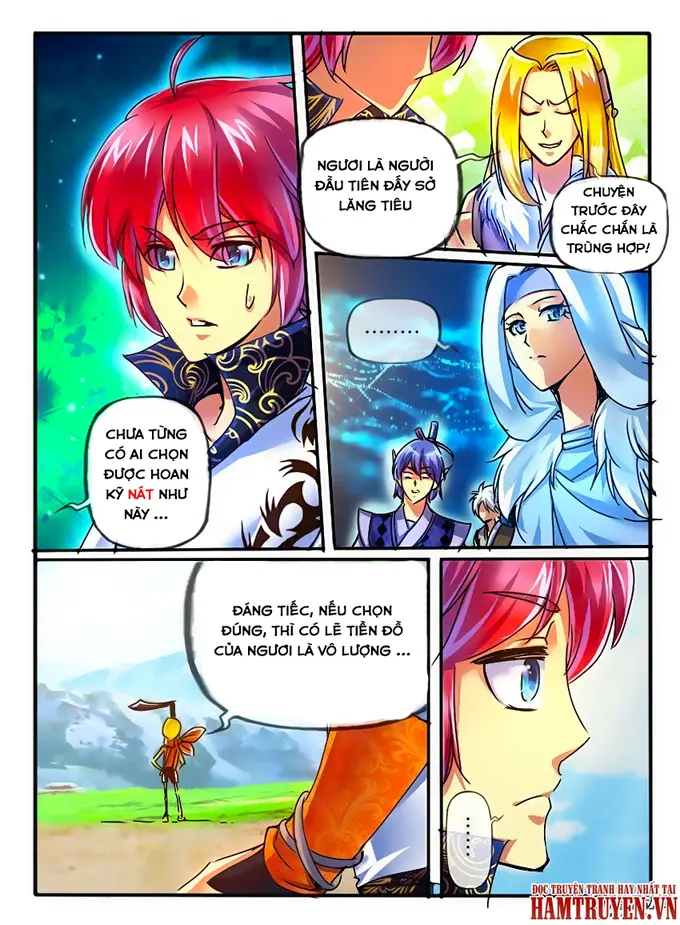 NGƯƠI LÀ NGƯỜI
ĐẦU TIÊN ĐẤY SỞ
LĂNG TIÊU
CHUYỆN
TRƯỚC ĐÂY
CHẮC CHẮN LÀ
TRÙNG HỢP!
.........
CHƯA TỪNG
CÓ AI CHỌN
ĐƯỢC HOAN
KỸ NÁT NHƯ
NÀY ...
ĐÁNG TIẾC, NẾU CHỌN
ĐÚNG, THÌ CÓ LẼ TIỀN ĐỒ
CỦA NGƯƠI LÀ VÔ LƯỢNG ...
......
ĐỌC TRUYỆN TRANH HAY NHẤT TẠI
HAMTRUYEN.VN